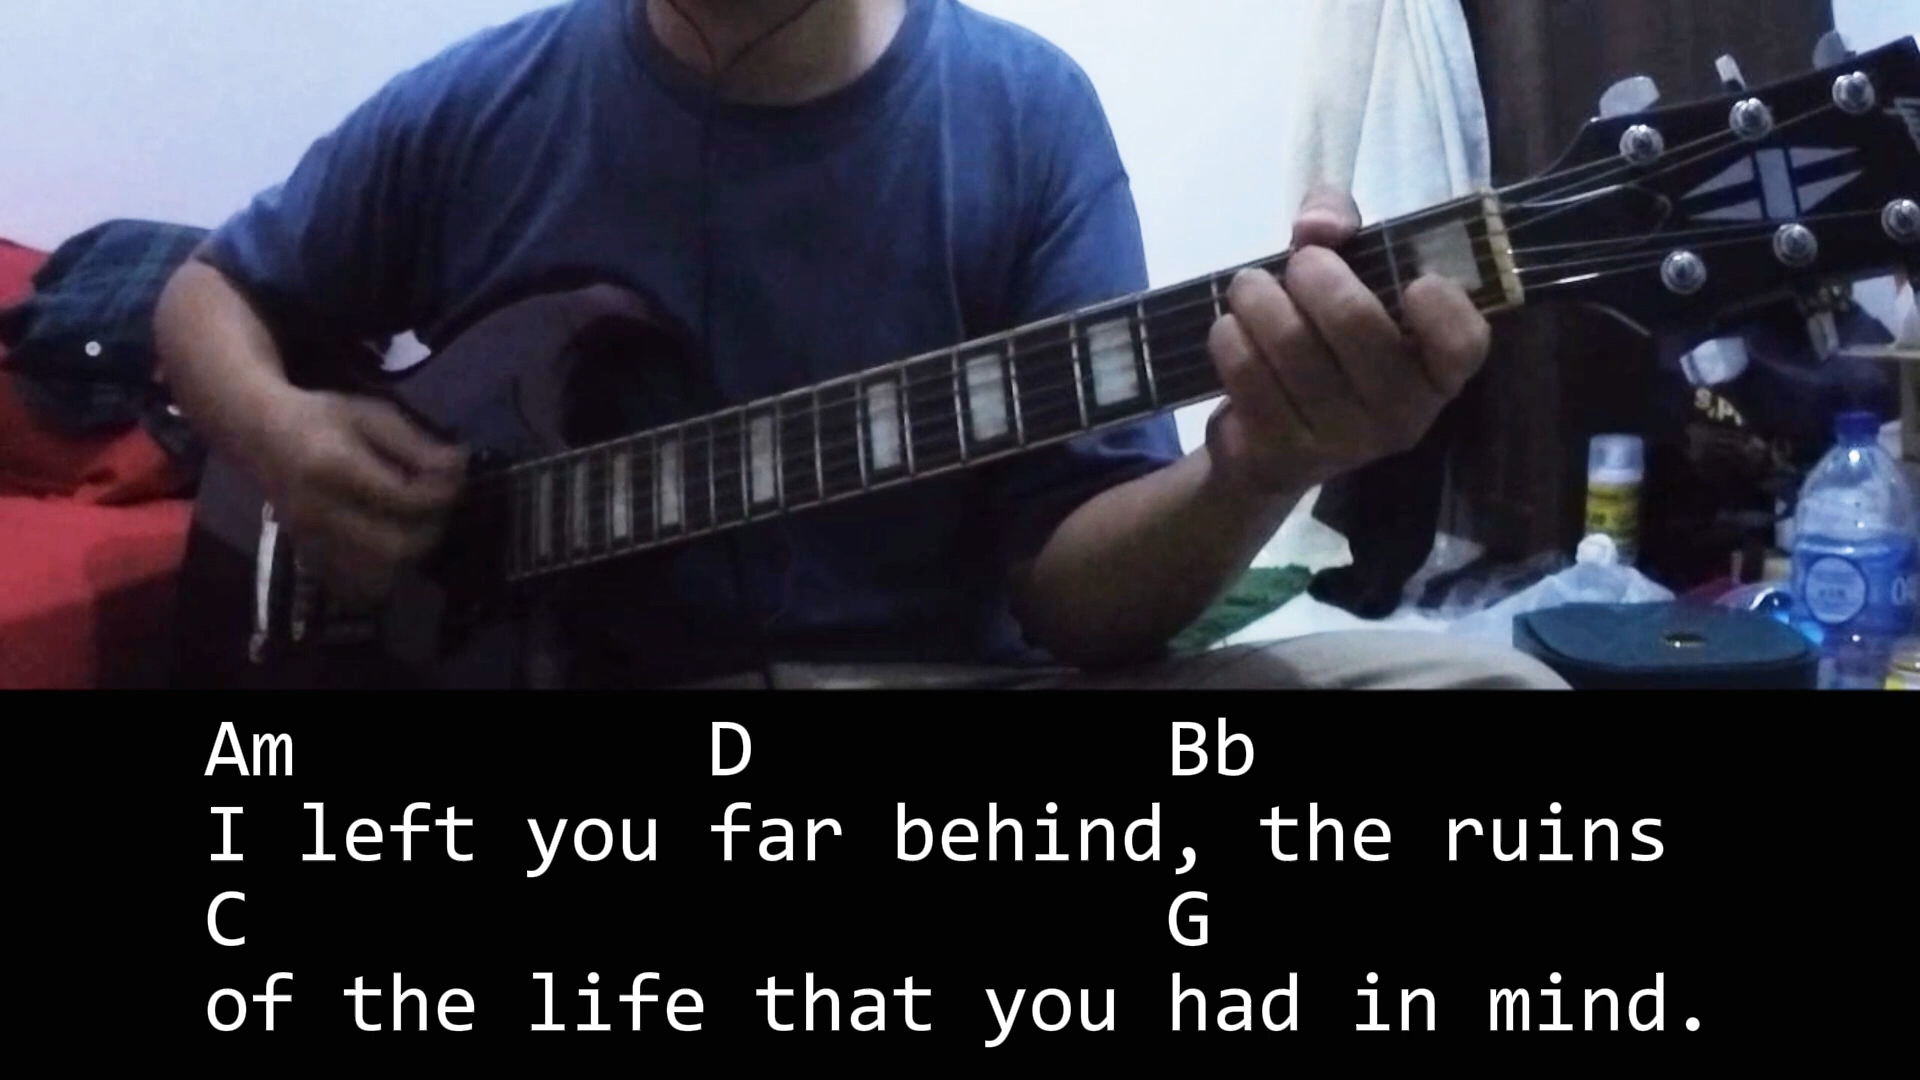 Am D Bb
I left you far behind, the ruins
C G
of the life that you had in mind.